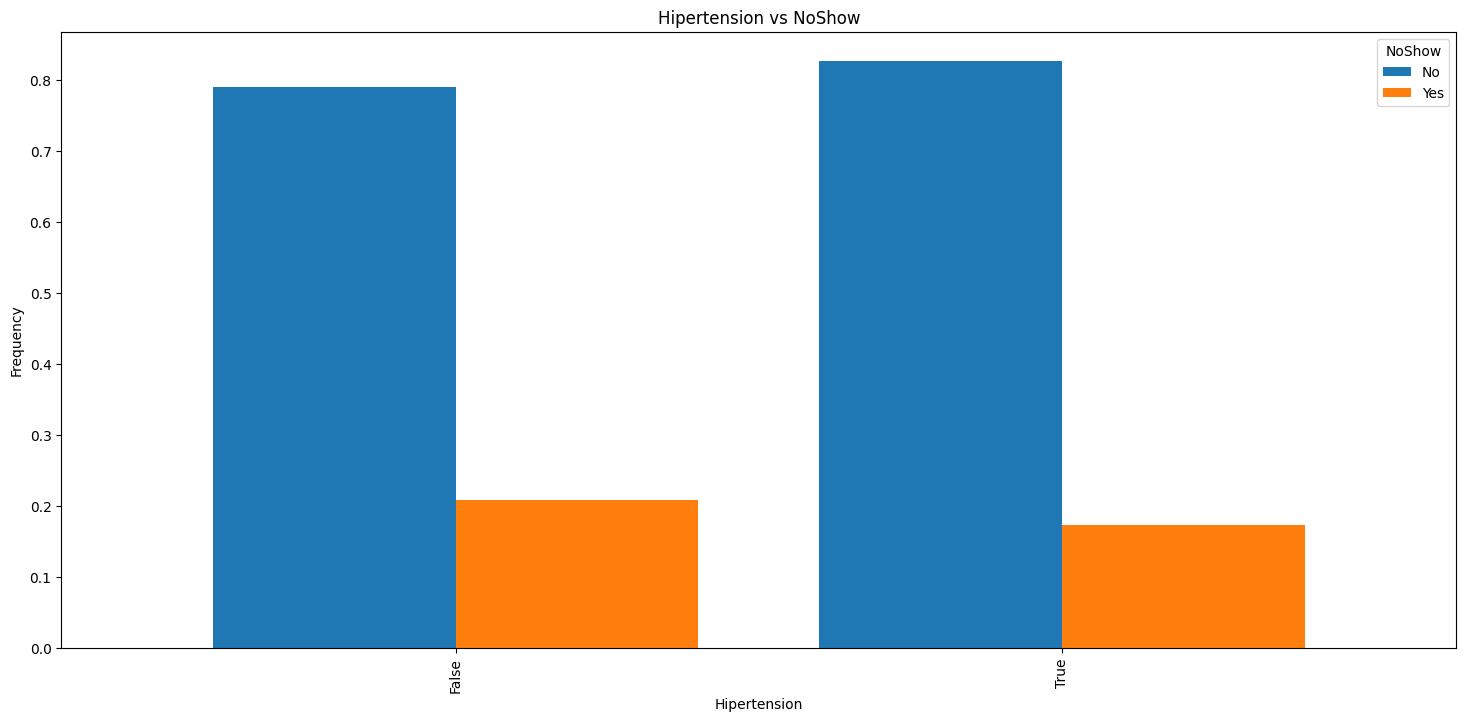 Hipertension vs NoShow
NoShow
No
Yes
Frequency
0.8
0.7
0.6
0.5
0.4
0.3
0.2
0.1
0.0
False
True
Hipertension